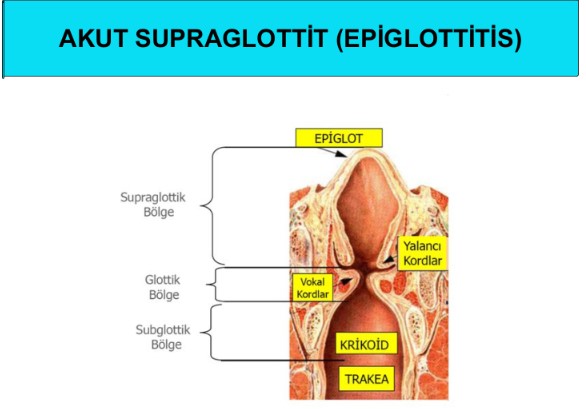 AKUT SUPRAGLOTTİT (EPİGLOTTİTİS)
EPİGLOT
Supraglottik
Bölge
Yalancı
Kordlar
Glottik
Bölge
Vokal
Kordlar
Subglottik
Bölge
KRİKOİD
TRAKEA